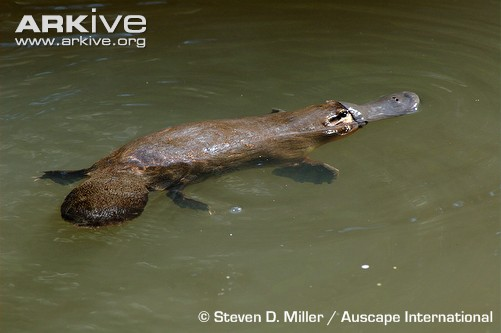 ARKIVE
www.arkive.org
© Steven D. Miller / Auscape International